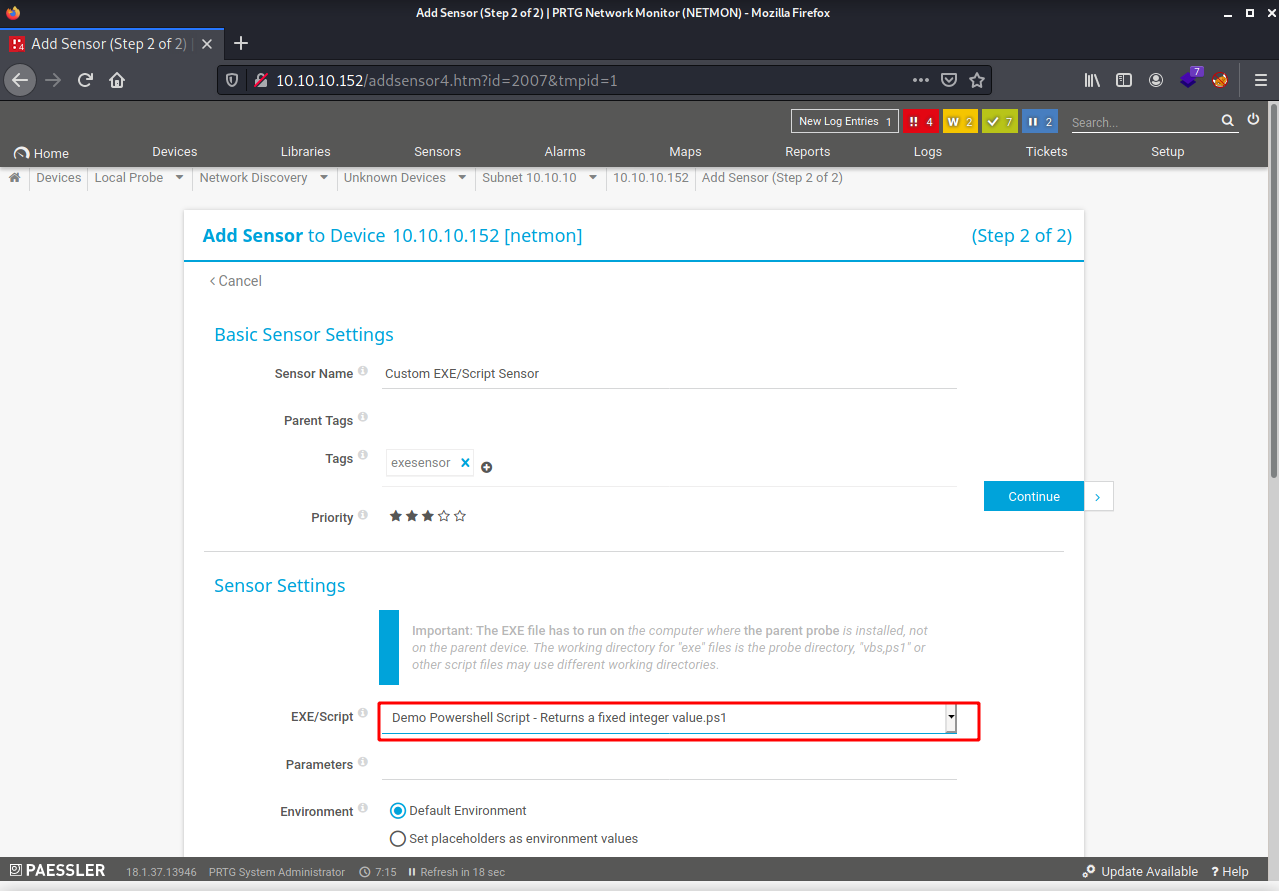 Add Sensor (Step 2 of 2) | PRTG Network Monitor (NETMON) - Mozilla Firefox
Add Sensor (Step 2 of 2) |
10.10.10.152/addsensor4.htm?id=2007&tmpid=1
7
New Log Entries 1 !! 4 W 2 7 2 Search...
Home Devices Libraries Sensors Alarms Maps Reports Logs Tickets Setup
Devices Local Probe Network Discovery Unknown Devices Subnet 10.10.10 10.10.10.152 Add Sensor (Step 2 of 2)
Add Sensor to Device 10.10.10.152 [netmon] (Step 2 of 2)
Cancel
Basic Sensor Settings
Sensor Name Custom EXE/Script Sensor
Parent Tags
Tags exesensor
Continue
Priority
Sensor Settings
Important: The EXE file has to run on the computer where the parent probe is installed, not
on the parent device. The working directory for "exe" files is the probe directory, "vbs,ps1" or
other script files may use different working directories.
EXE/Script Demo Powershell Script - Returns a fixed integer value.ps1
Parameters
Environment Default Environment
Set placeholders as environment values
PAESSLER 18.1.37.13946 PRTG System Administrator 7:15 Refresh in 18 sec Update Available ? Help